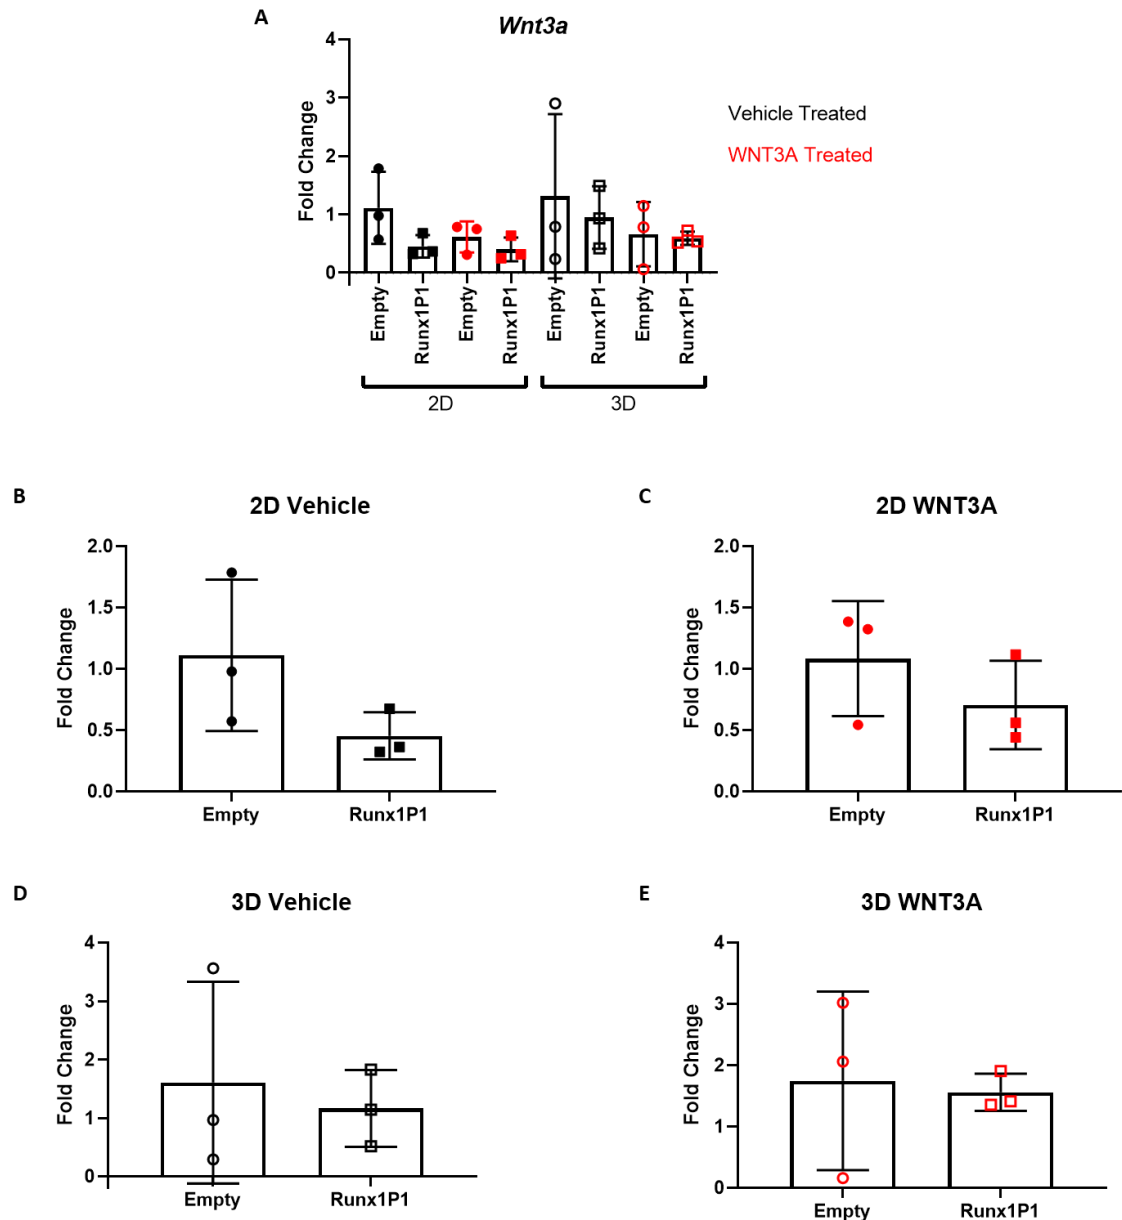 A
Wnt3a
4
3
2
1
0
Fold Change
Vehicle Treated
WNT3A Treated
Empty
Runx1P1
Empty
Runx1P1
Empty
Runx1P1
Empty
Runx1P1
2D
3D
B
2D Vehicle
2.0
1.5
1.0
0.5
0.0
Fold Change
Empty
Runx1P1
C
2D WNT3A
2.0
1.5
1.0
0.5
0.0
Fold Change
Empty
Runx1P1
D
3D Vehicle
4
3
2
1
0
Fold Change
Empty
Runx1P1
E
3D WNT3A
4
3
2
1
0
Fold Change
Empty
Runx1P1